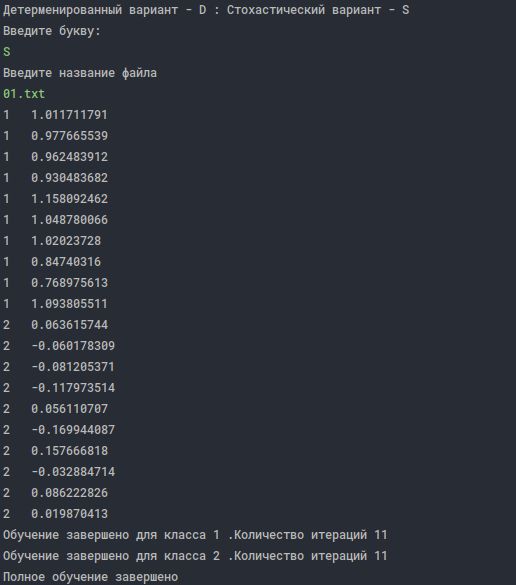 Детерменированный вариант - D : Стохастический вариант - S
Введите букву:
S
Введите название файла
01.txt
1   1.011711791
1   0.977665539
1   0.962483912
1   0.930483682
1   1.158092462
1   1.048780066
1   1.02023728
1   0.84740316
1   0.768975613
1   1.093805511
2   0.063615744
2   -0.060178309
2   -0.081205371
2   -0.117973514
2   0.056110707
2   -0.169944087
2   0.157666818
2   -0.032884714
2   0.086222826
2   0.019870413
Обучение завершено для класса 1 .Количество итераций 11
Обучение завершено для класса 2 .Количество итераций 11
Полное обучение завершено